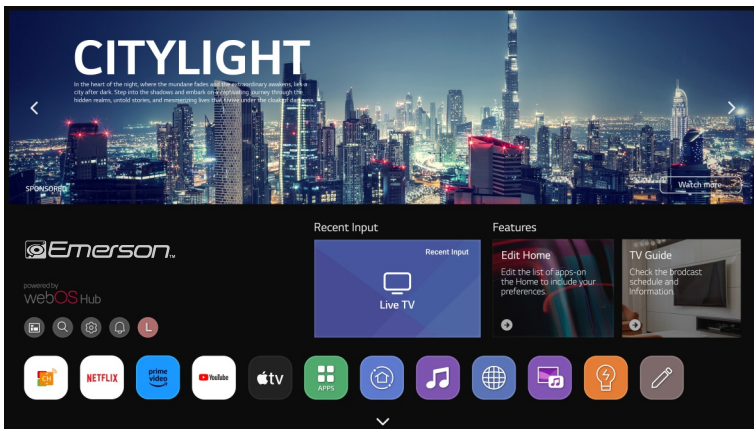 CITYLIGHT
In the heart of the night, where the mundane fades and the extraordinary awakens, lies a
city after dark. Step into the shadows and embark on a captivating journey through the
hidden realms, untold stories, and mesmerizing lives that thrive under the cloak of darkness.
SPONSORED
Watch more
Emerson™
powered by
webOS Hub
L
Recent Input
Recent Input
Live TV
Features
Edit Home
Edit the list of apps-on
the Home to include your
preferences.
TV Guide
Check the brodcast
schedule and
Information.
CH
NETFLIX
prime
video
YouTube
tv
APPS